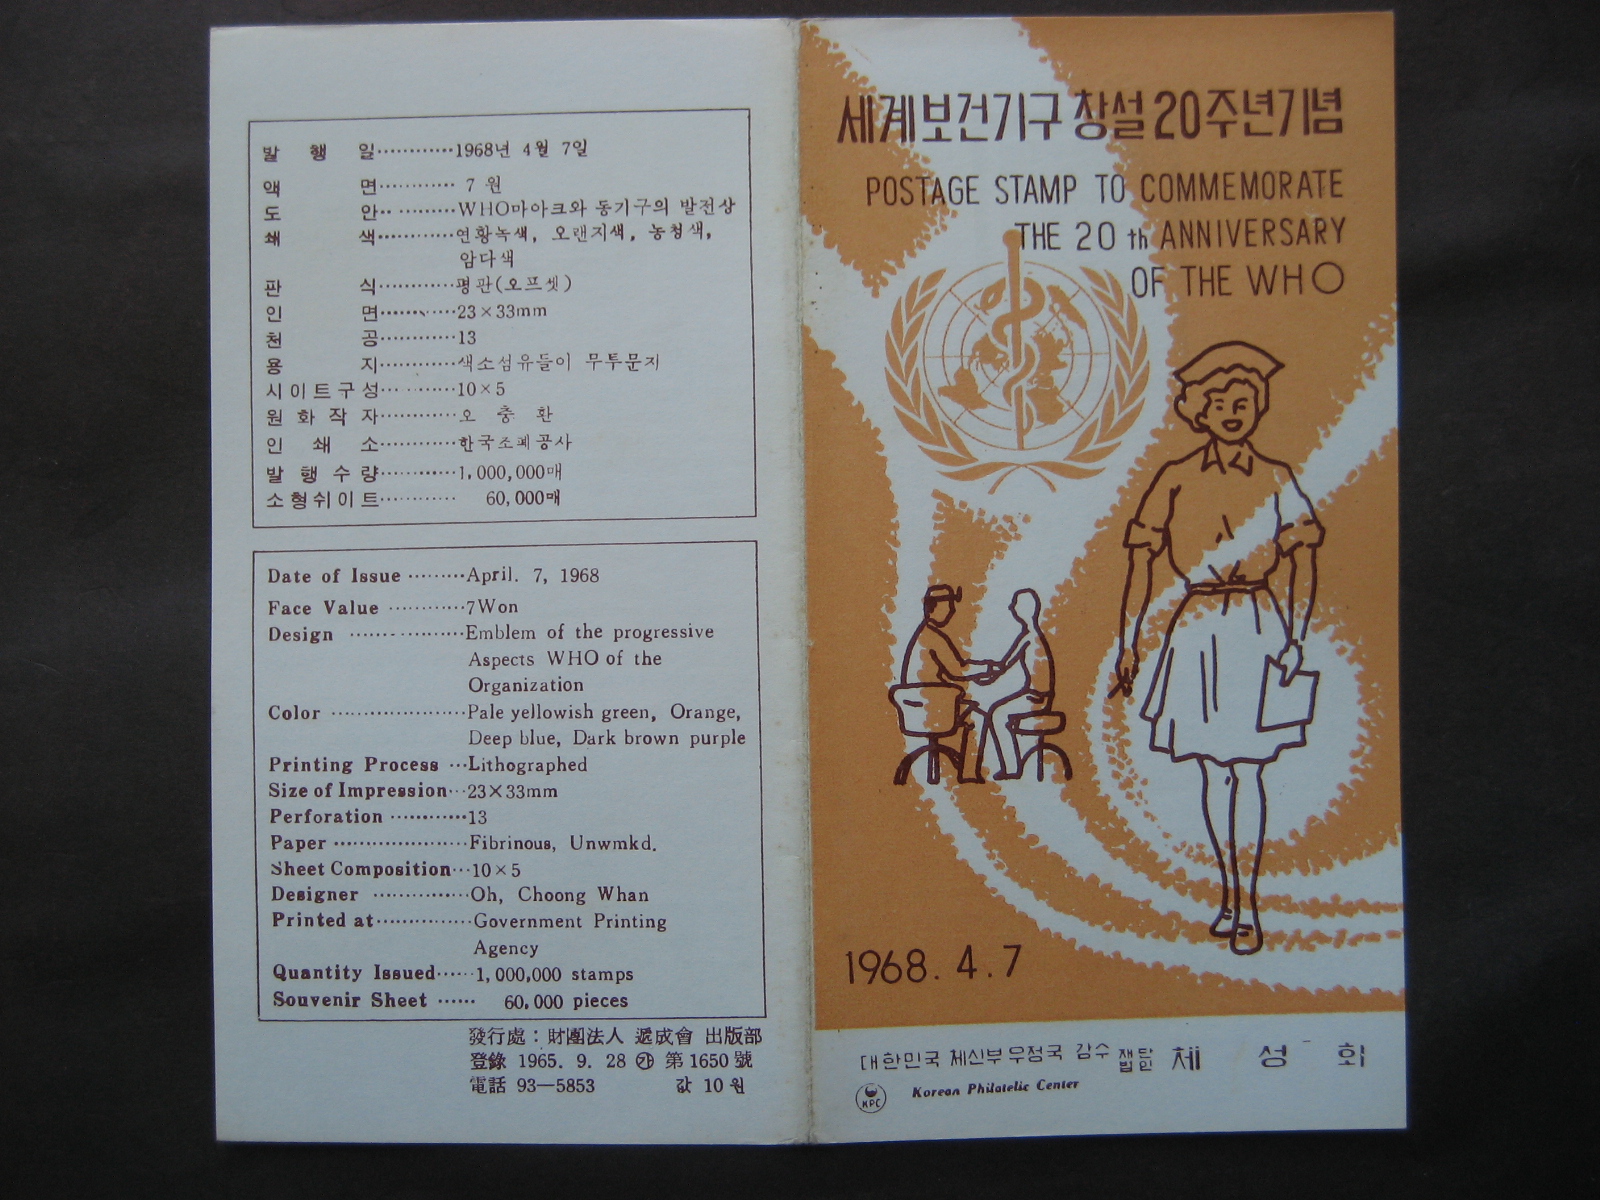 발 행 일············1968년 4월 7일
액 면············ 7 원
도 안·· ·········WHO마아크와 동기구의 발전상
쇄 색············연황녹색, 오랜지색, 농청색,
암다색
판 식············평판(오프셋)
인 면············23×33mm
천 공············13
용 지············색소섬유들이 무투문지
시이트구성············10×5
원 화 작 자············오 충 환
인 쇄 소············한국조폐공사
발 행 수 량············1,000,000매
소형쉬이트············ 60,000매
Date of Issue ·········April. 7, 1968
Face Value ············7Won
Design ··················Emblem of the progressive
Aspects WHO of the
Organization
Color ······················Pale yellowish green, Orange,
Deep blue, Dark brown purple
Printing Process ···Lithographed
Size of Impression···23×33mm
Perforation ············13
Paper ······················Fibrinous, Unwmkd.
Sheet Composition···10×5
Designer ···············Oh, Choong Whan
Printed at···············Government Printing
Agency
Quantity Issued······1,000,000 stamps
Souvenir Sheet ······ 60,000 pieces
發行處：財團法人 遞成會 出版部
登錄 1965. 9. 28 ㉮ 第 1650 號
電話 93—5853 값 10 원
세계보건기구 창설 20주년기념
POSTAGE STAMP TO COMMEMORATE
THE 20th ANNIVERSARY
OF THE WHO
1968. 4. 7
대한민국 체신부 우정국 감수 재단법인 체 성 회
KPC
Korean Philatelic Center